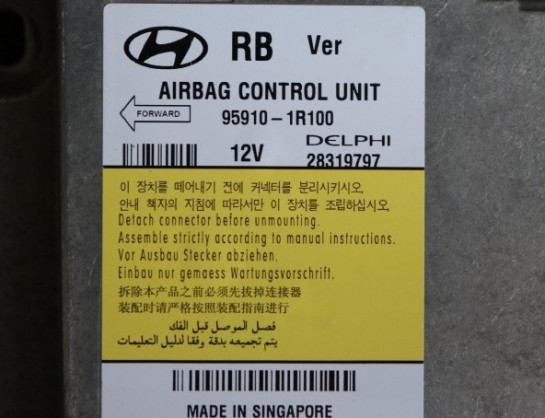 RB Ver
AIRBAG CONTROL UNIT
FORWARD
95910-1R100
12V
DELPHI
28319797
이 장치를 떼어내기 전에 커넥터를 분리시키시오.
안내 책자의 지침에 따라서만 이 장치를 조립하십시오.
Detach connector before unmounting.
Assemble strictly according to manual instructions.
Vor Ausbau Stecker abziehen.
Einbau nur gemaess Wartungsvorschrift.
拆除本产品之前必须先拔掉连接器
装配时请严格按照装配指南进行
فصل الموصل قبل الفك
يتم تجميعه بدقة وفقا لدليل التعليمات
MADE IN SINGAPORE